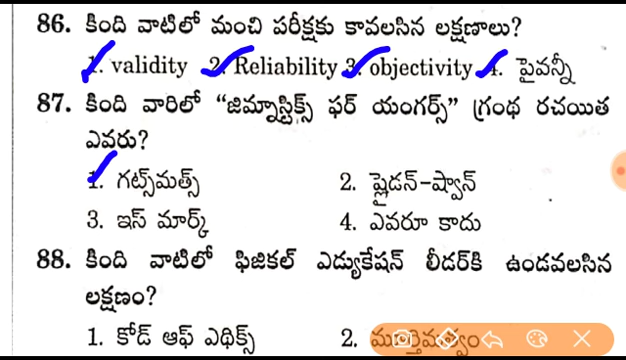 86. కింది వాటిలో మంచి పరీక్షకు కావలసిన లక్షణాలు?
1. validity 2. Reliability 3. objectivity 4. పైవన్నీ
87. కింది వారిలో “జిమ్నాస్టిక్స్ ఫర్ యంగర్స్” గ్రంథ రచయిత
ఎవరు?
1. గట్స్‌మత్స్ 2. ప్లైడన్-ష్వాన్
3. ఇస్ మార్క్ 4. ఎవరూ కాదు
88. కింది వాటిలో ఫిజికల్ ఎడ్యుకేషన్ లీడర్‌కి ఉండవలసిన
లక్షణం?
1. కోడ్ ఆఫ్ ఎథిక్స్ 2.